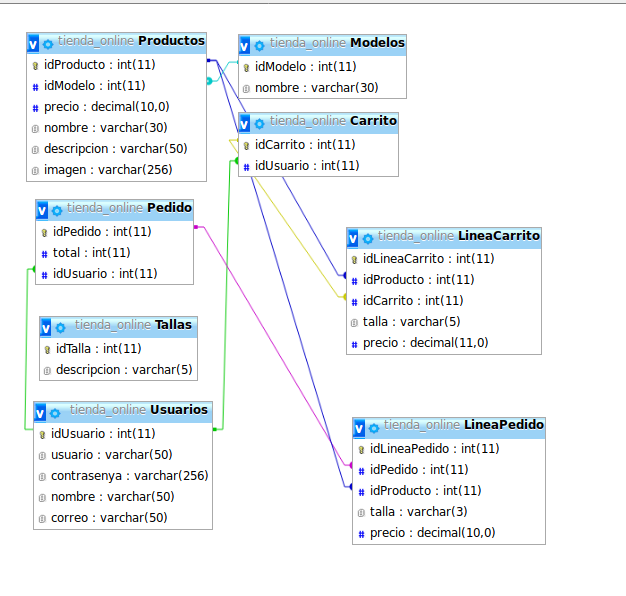 tienda_online Productos
idProducto : int(11)
idModelo : int(11)
precio : decimal(10,0)
nombre : varchar(30)
descripcion : varchar(50)
imagen : varchar(256)
tienda_online Modelos
idModelo : int(11)
nombre : varchar(30)
tienda_online Carrito
idCarrito : int(11)
idUsuario : int(11)
tienda_online Pedido
idPedido : int(11)
total : int(11)
idUsuario : int(11)
tienda_online LineaCarrito
idLineaCarrito : int(11)
idProducto : int(11)
idCarrito : int(11)
talla : varchar(5)
precio : decimal(11,0)
tienda_online Tallas
idTalla : int(11)
descripcion : varchar(5)
tienda_online Usuarios
idUsuario : int(11)
usuario : varchar(50)
contrasenya : varchar(256)
nombre : varchar(50)
correo : varchar(50)
tienda_online LineaPedido
idLineaPedido : int(11)
idPedido : int(11)
idProducto : int(11)
talla : varchar(3)
precio : decimal(10,0)